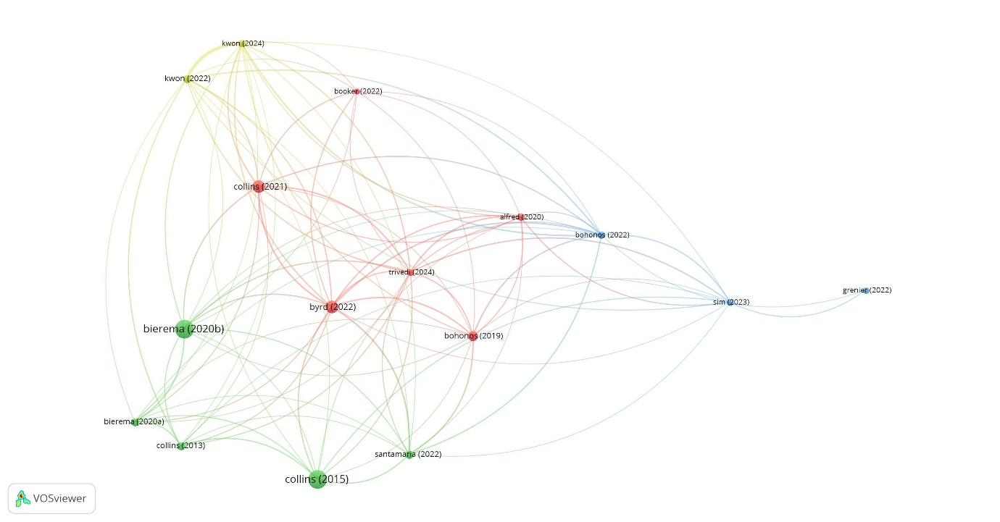 kwon (2024)
kwon (2022)
booker (2022)
collins (2021)
alfred (2020)
bohonos (2022)
trivedi (2024)
grenier (2022)
sim (2023)
byrd (2022)
bierema (2020b)
bohonos (2019)
bierema (2020a)
collins (2013)
santamaria (2022)
collins (2015)
VOSviewer